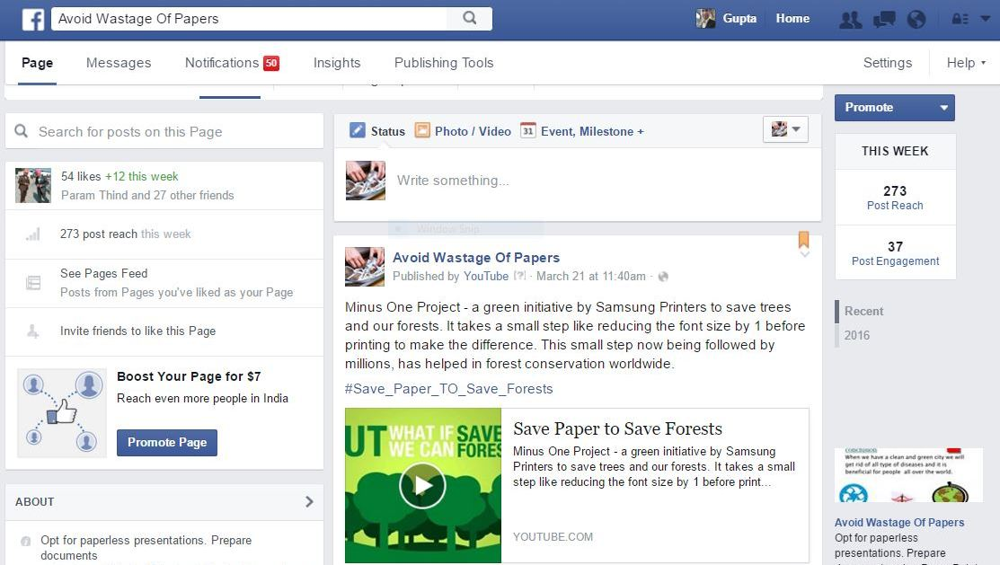 Avoid Wastage Of Papers
Gupta Home
Page Messages Notifications 50 Insights Publishing Tools Settings Help
Search for posts on this Page
54 likes +12 this week
Param Thind and 27 other friends
273 post reach this week
See Pages Feed
Posts from Pages you've liked as your Page
Invite friends to like this Page
Boost Your Page for $7
Reach even more people in India
Promote Page
ABOUT
Opt for paperless presentations. Prepare
documents
Status Photo / Video 31 Event, Milestone +
Write something...
Window Snip
Avoid Wastage Of Papers
Published by YouTube [?] · March 21 at 11:40am ·
Minus One Project - a green initiative by Samsung Printers to save trees
and our forests. It takes a small step like reducing the font size by 1 before
printing to make the difference. This small step now being followed by
millions, has helped in forest conservation worldwide.
#Save_Paper_TO_Save_Forests
UT WHAT IF SAVE
WE CAN FORES
Save Paper to Save Forests
Minus One Project - a green initiative by Samsung
Printers to save trees and our forests. It takes a small
step like reducing the font size by 1 before print...
YOUTUBE.COM
Promote
THIS WEEK
273
Post Reach
37
Post Engagement
Recent
2016
conclusion
When we have a clean and green city we will
get rid of all type of diseases and it is
beneficial for people all over the world.
Avoid Wastage Of Papers
Opt for paperless
presentations. Prepare